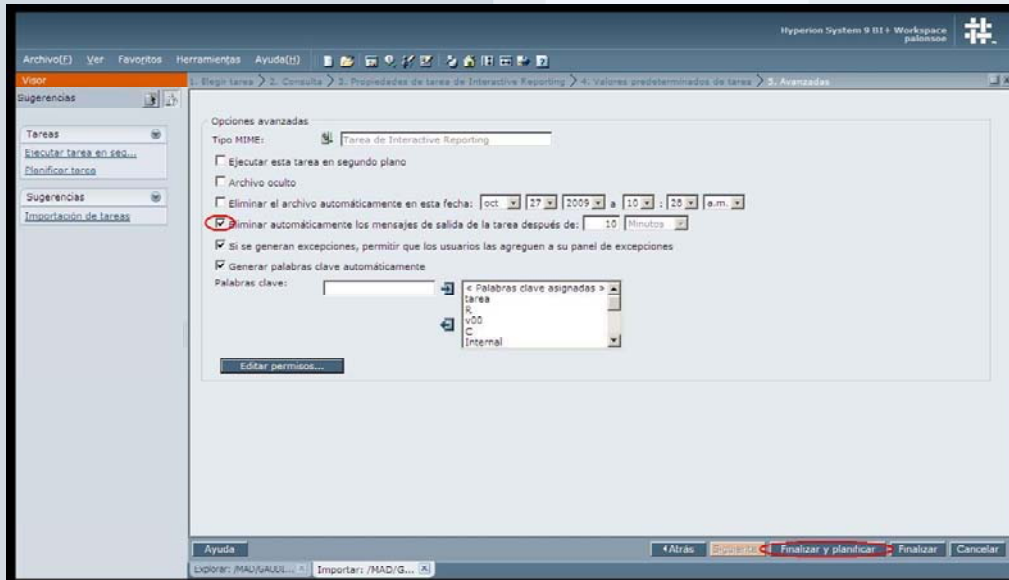 Hyperion System 9 BI+ Workspace
palonsoe
Archivo(F) Ver Favoritos Herramientas Ayuda(H)
Visor
1. Elegir tarea 2. Consulta 3. Propiedades de tarea de Interactive Reporting 4. Valores predeterminados de tarea 5. Avanzadas
Sugerencias
Tareas
Ejecutar tarea en seg...
Planificar tarea
Sugerencias
Importación de tareas
Opciones avanzadas
Tipo MIME: Tarea de Interactive Reporting
Ejecutar esta tarea en segundo plano
Archivo oculto
Eliminar el archivo automáticamente en esta fecha: oct 27 2009 a 10 : 28 a.m.
Eliminar automáticamente los mensajes de salida de la tarea después de: 10 Minutos
Si se generan excepciones, permitir que los usuarios las agreguen a su panel de excepciones
Generar palabras clave automáticamente
Palabras clave:
< Palabras clave asignadas >
tarea
R
v00
C
Internal
Editar permisos...
Ayuda Atrás Siguiente Finalizar y planificar Finalizar Cancelar
Explorar: /MAD/GAUDI... Importar: /MAD/G...